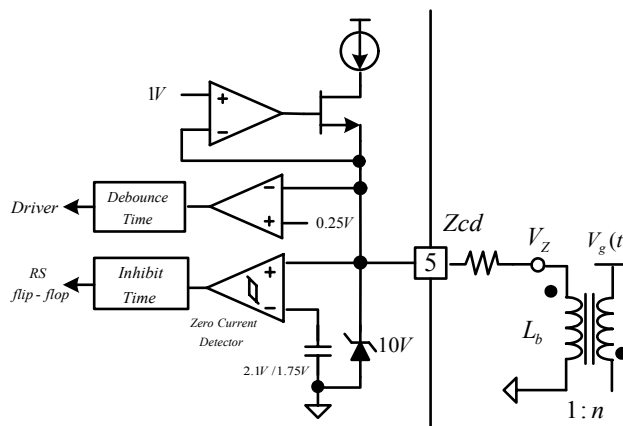 1V
Driver
Debounce
Time
0.25V
Zcd
V_Z
V_g(t
RS
flip - flop
Inhibit
Time
5
Zero Current
Detector
10V
2.1V /1.75V
L_b
1: n